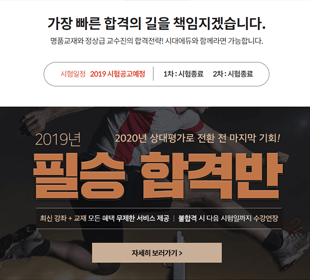 가장 빠른 합격의 길을 책임지겠습니다.
명품교재와 정상급 교수진의 합격전략! 시대에듀와 함께라면 가능합니다.
시험일정 2019 시험공고예정 | 1차 : 시험종료 2차 : 시험종료
2019년 2020년 상대평가로 전환 전 마지막 기회!
필승 합격반
최신 강좌 + 교재 모든 혜택 무제한 서비스 제공 | 불합격 시 다음 시험일까지 수강연장
자세히 보러가기 >